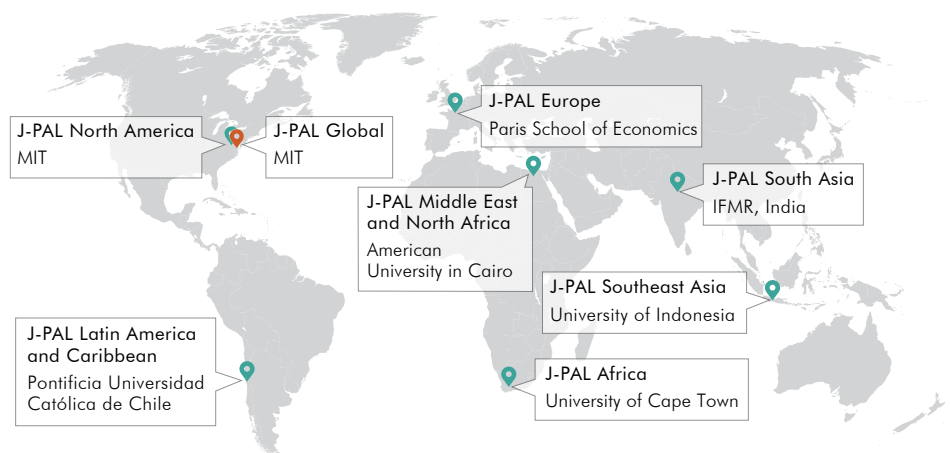 J-PAL Europe
Paris School of Economics
J-PAL North America
MIT
J-PAL Global
MIT
J-PAL South Asia
IFMR, India
J-PAL Middle East
and North Africa
American
University in Cairo
J-PAL Southeast Asia
University of Indonesia
J-PAL Latin America
and Caribbean
Pontificia Universidad
Católica de Chile
J-PAL Africa
University of Cape Town